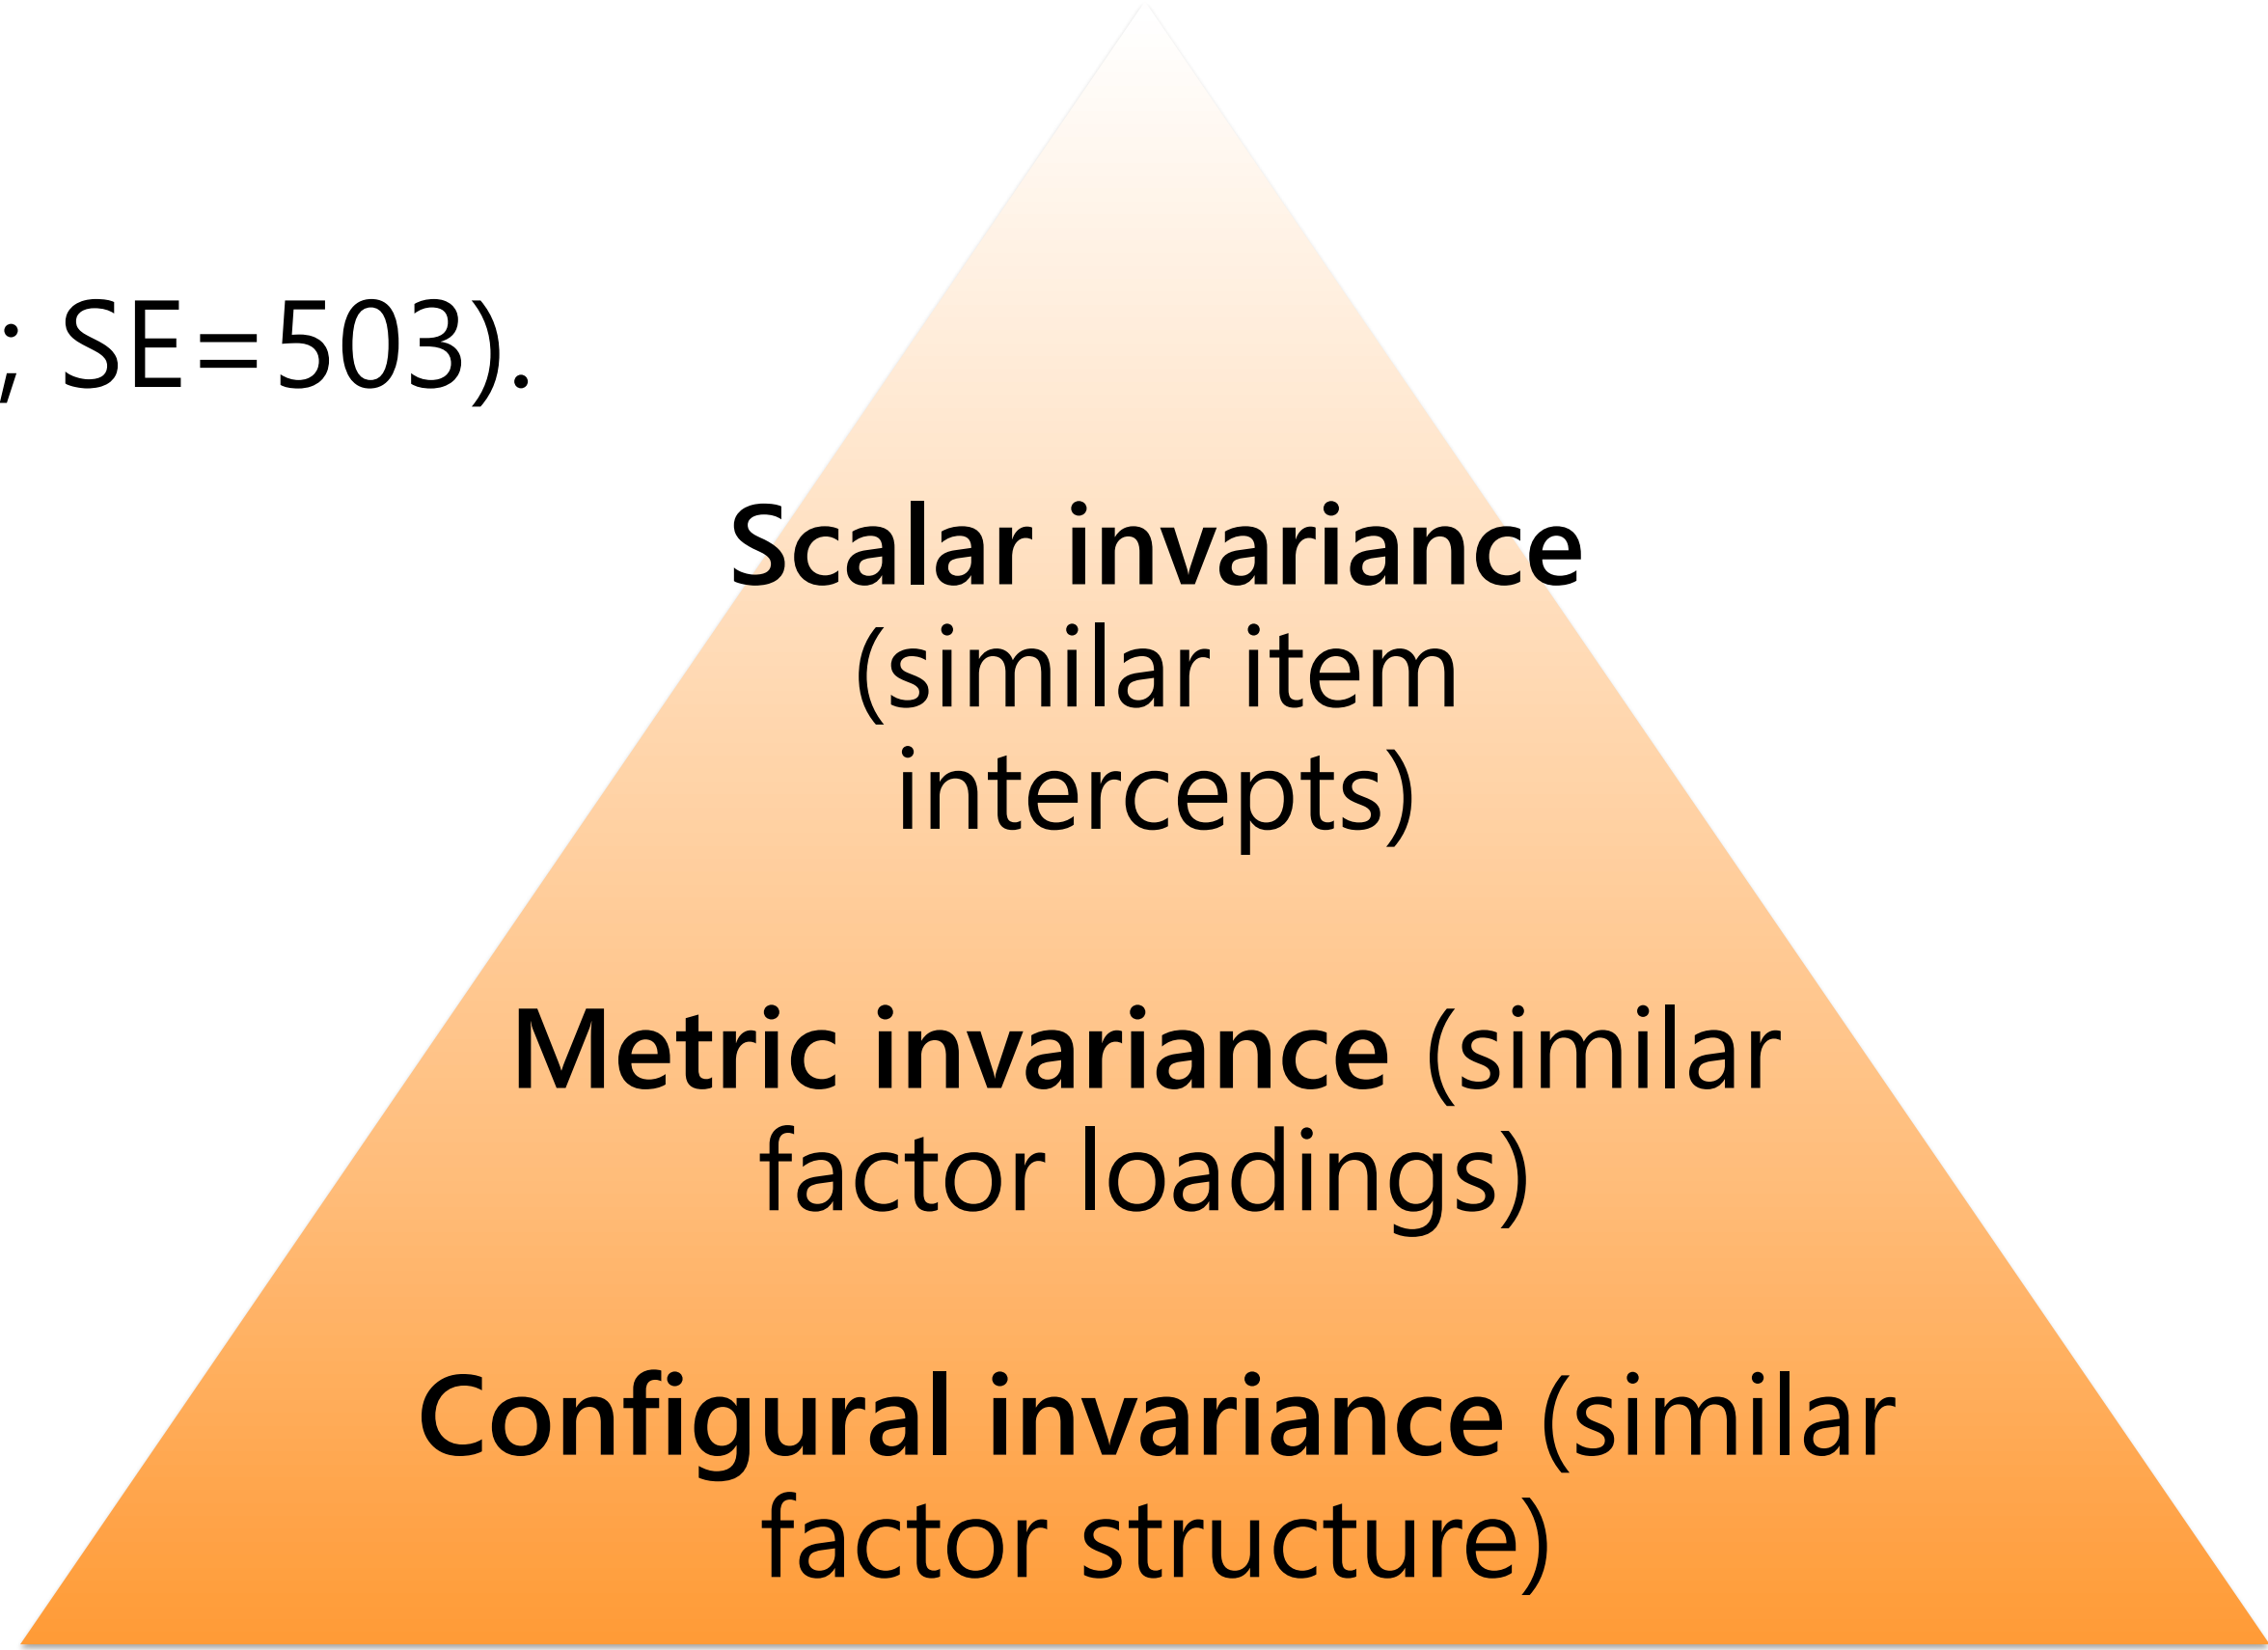 ; SE=503).
Scalar invariance
(similar item
intercepts)
Metric invariance (similar
factor loadings)
Configural invariance (similar
factor structure)